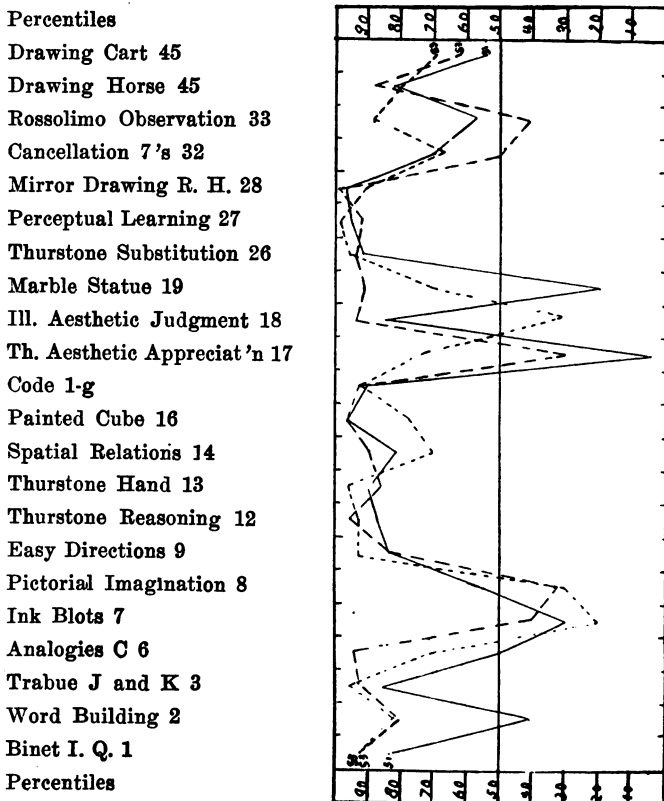 Percentiles 90 80 70 60 50 40 30 20 10
Drawing Cart 45
Drawing Horse 45
Rossolimo Observation 33
Cancellation 7's 32
Mirror Drawing R. H. 28
Perceptual Learning 27
Thurstone Substitution 26
Marble Statue 19
Ill. Aesthetic Judgment 18
Th. Aesthetic Appreciat'n 17
Code 1-g
Painted Cube 16
Spatial Relations 14
Thurstone Hand 13
Thurstone Reasoning 12
Easy Directions 9
Pictorial Imagination 8
Ink Blots 7
Analogies C 6
Trabue J and K 3
Word Building 2
Binet I. Q. 1
Percentiles 90 80 70 60 50 40 30 20 10